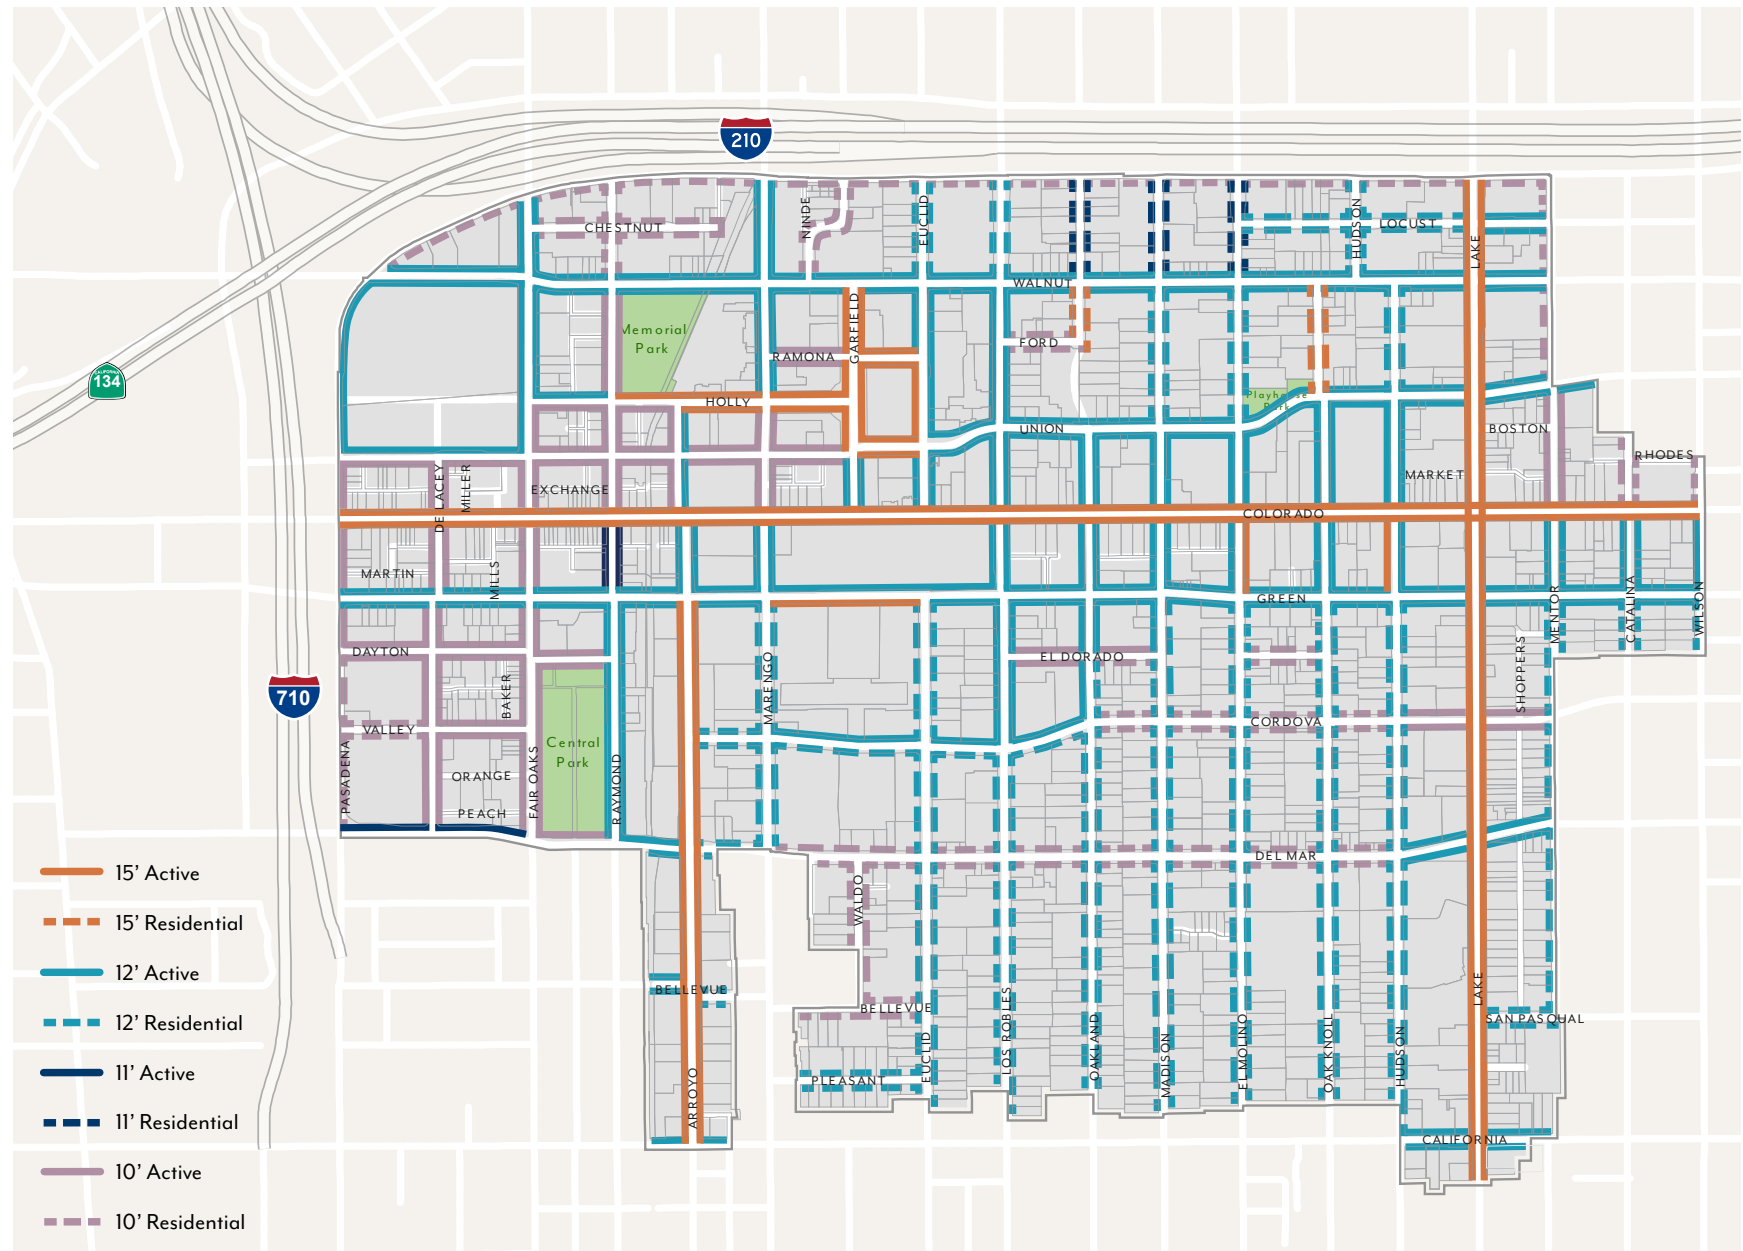 210
NINDE
EUCLID
CHESTNUT
HUDSON
LOCUST
LAKE
WALNUT
GARFIELD
Memorial
Park
FORD
RAMONA
CALIFORNIA
134
HOLLY
Playhouse
Park
UNION
BOSTON
RHODES
MARKET
DE LACEY
MILLER
EXCHANGE
COLORADO
MARTIN
MILLS
GREEN
MENTOR
CATALINA
WILSON
DAYTON
EL DORADO
SHOPPERS
MARENGO
BAKER
710
VALLEY
CORDOVA
Central
Park
PASADENA
ORANGE
FAIR OAKS
RAYMOND
PEACH
DEL MAR
WALDO
15' Active
15' Residential
12' Active
12' Residential
11' Active
11' Residential
10' Active
10' Residential
BELLEVUE
BELLEVUE
LAKE
SAN PASQUAL
EUCLID
LOS ROBLES
OAKLAND
MADISON
EL MOLINO
OAK KNOLL
HUDSON
PLEASANT
ARROYO
CALIFORNIA